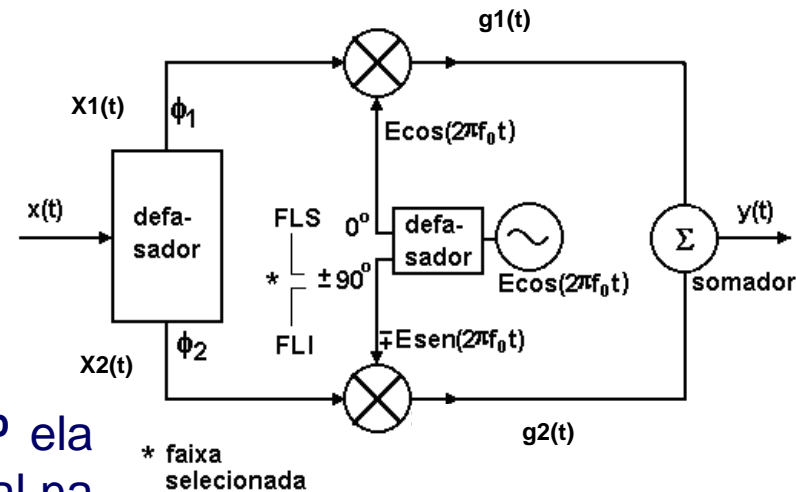 g1(t)
X1(t)
ϕ₁
Ecos(2πf₀t)
x(t)
defa-
sador
FLS
0º
defa-
sador
y(t)
Σ
* ±90º
Ecos(2πf₀t)
somador
FLI
∓Esen(2πf₀t)
X2(t)
ϕ₂
g2(t)
ela
* faixa
selecionada